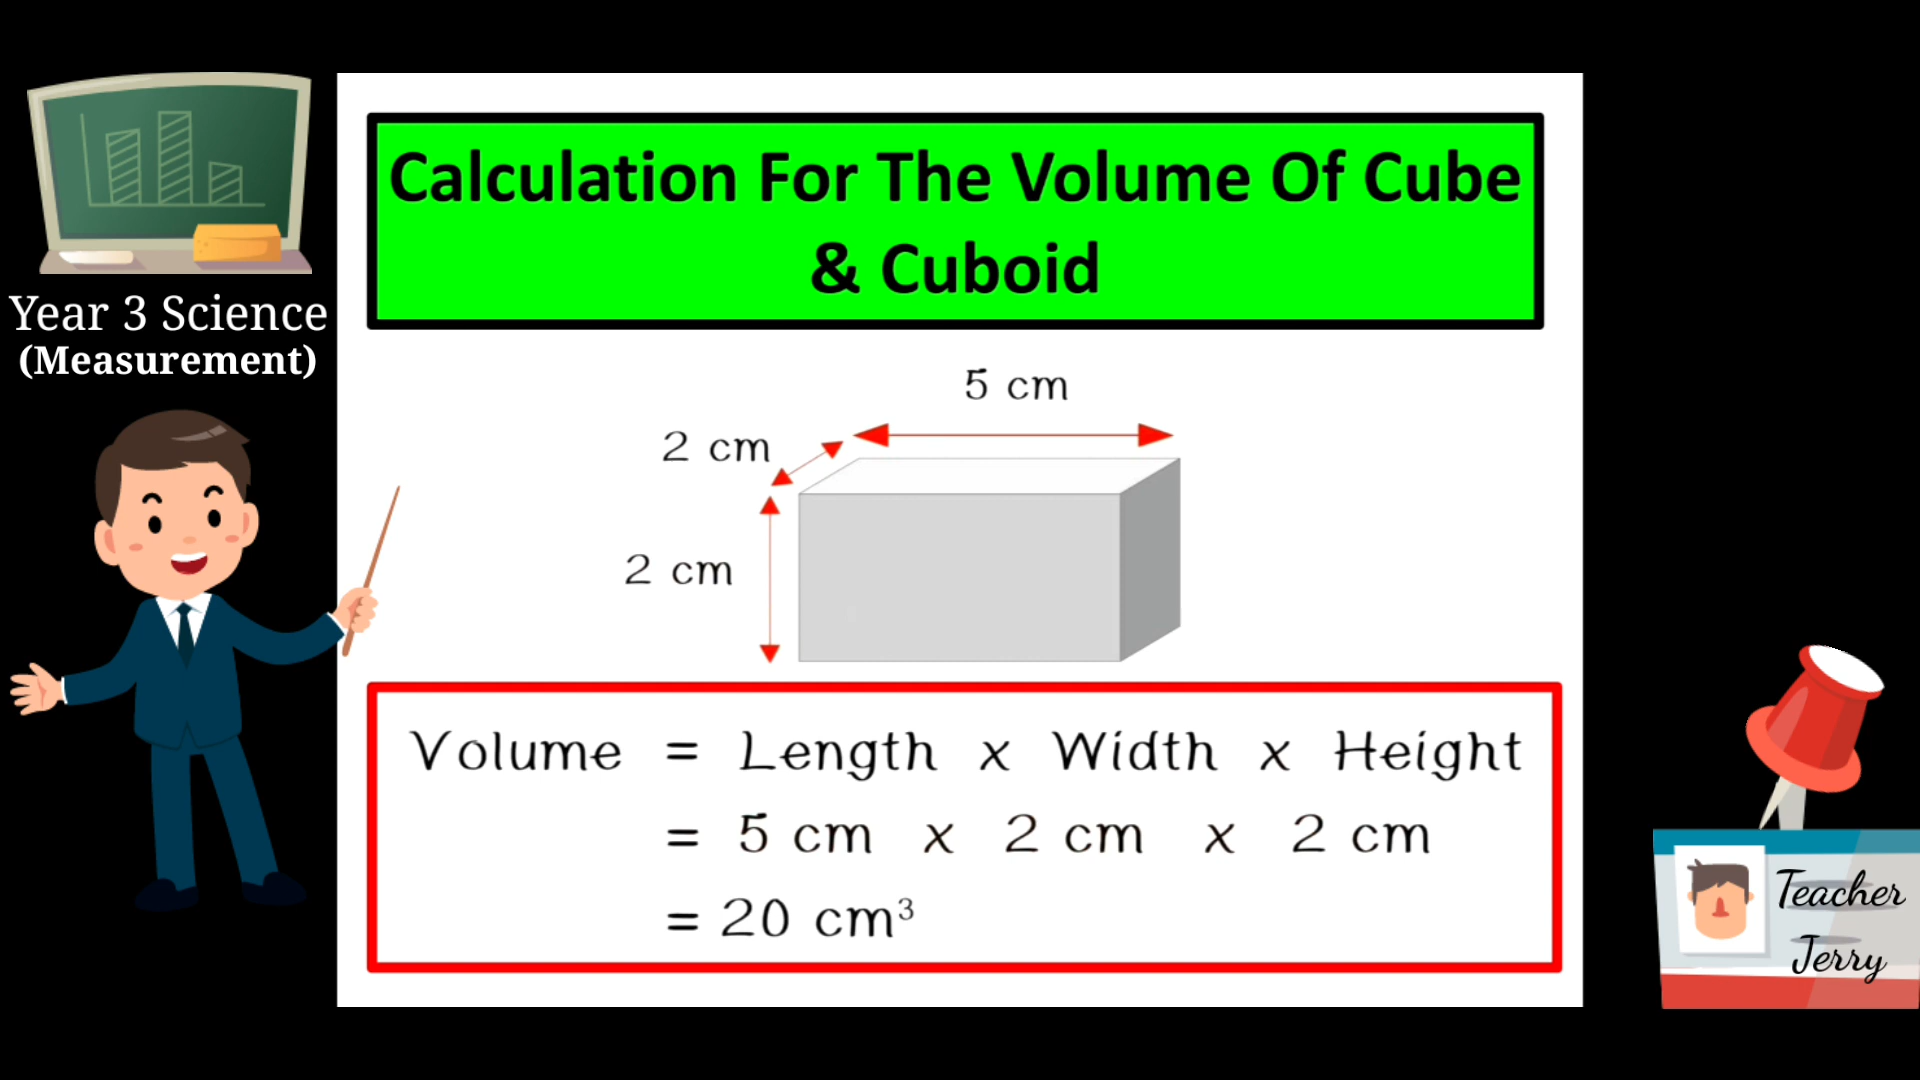 Calculation For The Volume Of Cube
& Cuboid
Year 3 Science
(Measurement)
5 cm
2 cm
2 cm
Volume = Length x Width x Height
= 5 cm x 2 cm x 2 cm
= 20 cm³
Teacher
Jerry